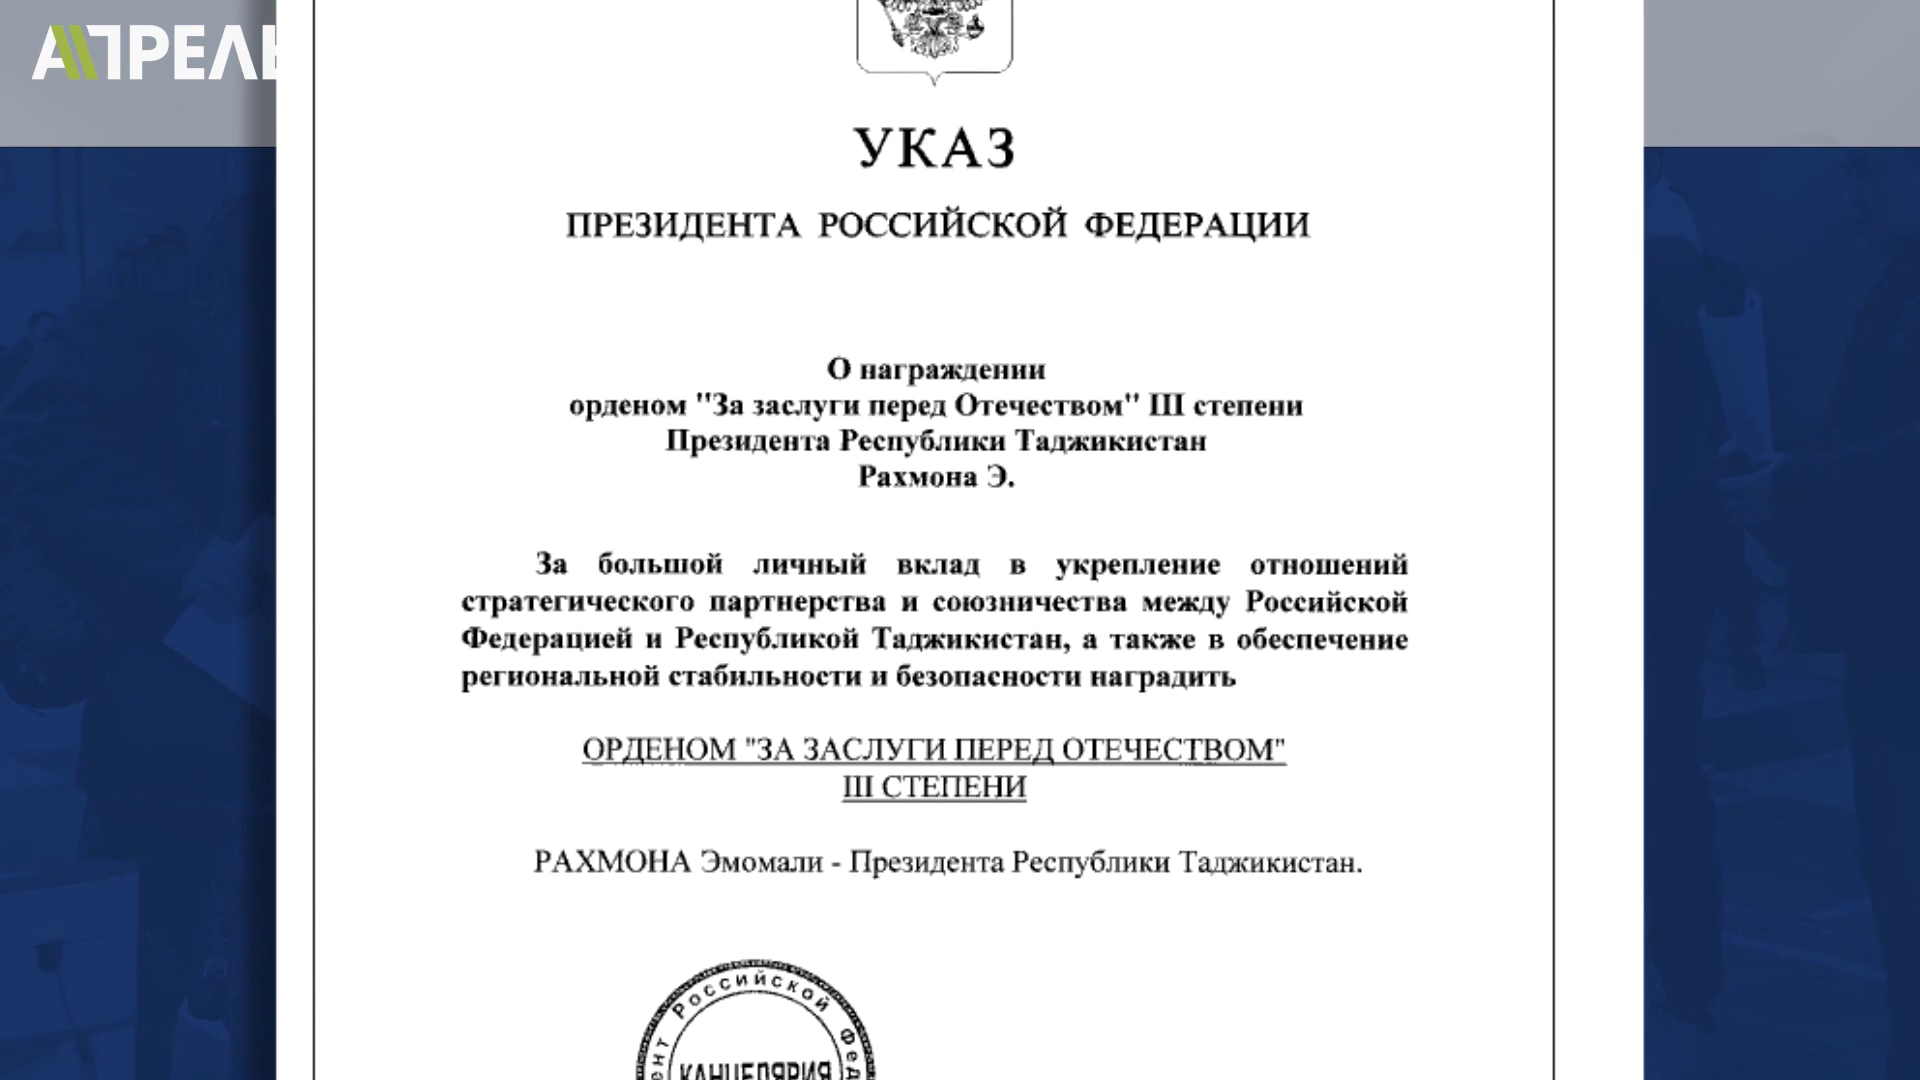 АПРЕЛЬ
УКАЗ
ПРЕЗИДЕНТА РОССИЙСКОЙ ФЕДЕРАЦИИ
О награждении
орденом "За заслуги перед Отечеством" III степени
Президента Республики Таджикистан
Рахмона Э.
За большой личный вклад в укрепление отношений
стратегического партнерства и союзничества между Российской
Федерацией и Республикой Таджикистан, а также в обеспечение
региональной стабильности и безопасности наградить
ОРДЕНОМ "ЗА ЗАСЛУГИ ПЕРЕД ОТЕЧЕСТВОМ"
III СТЕПЕНИ
РАХМОНА Эмомали - Президента Республики Таджикистан.
Российской
КАНЦЕЛЯРИЯ